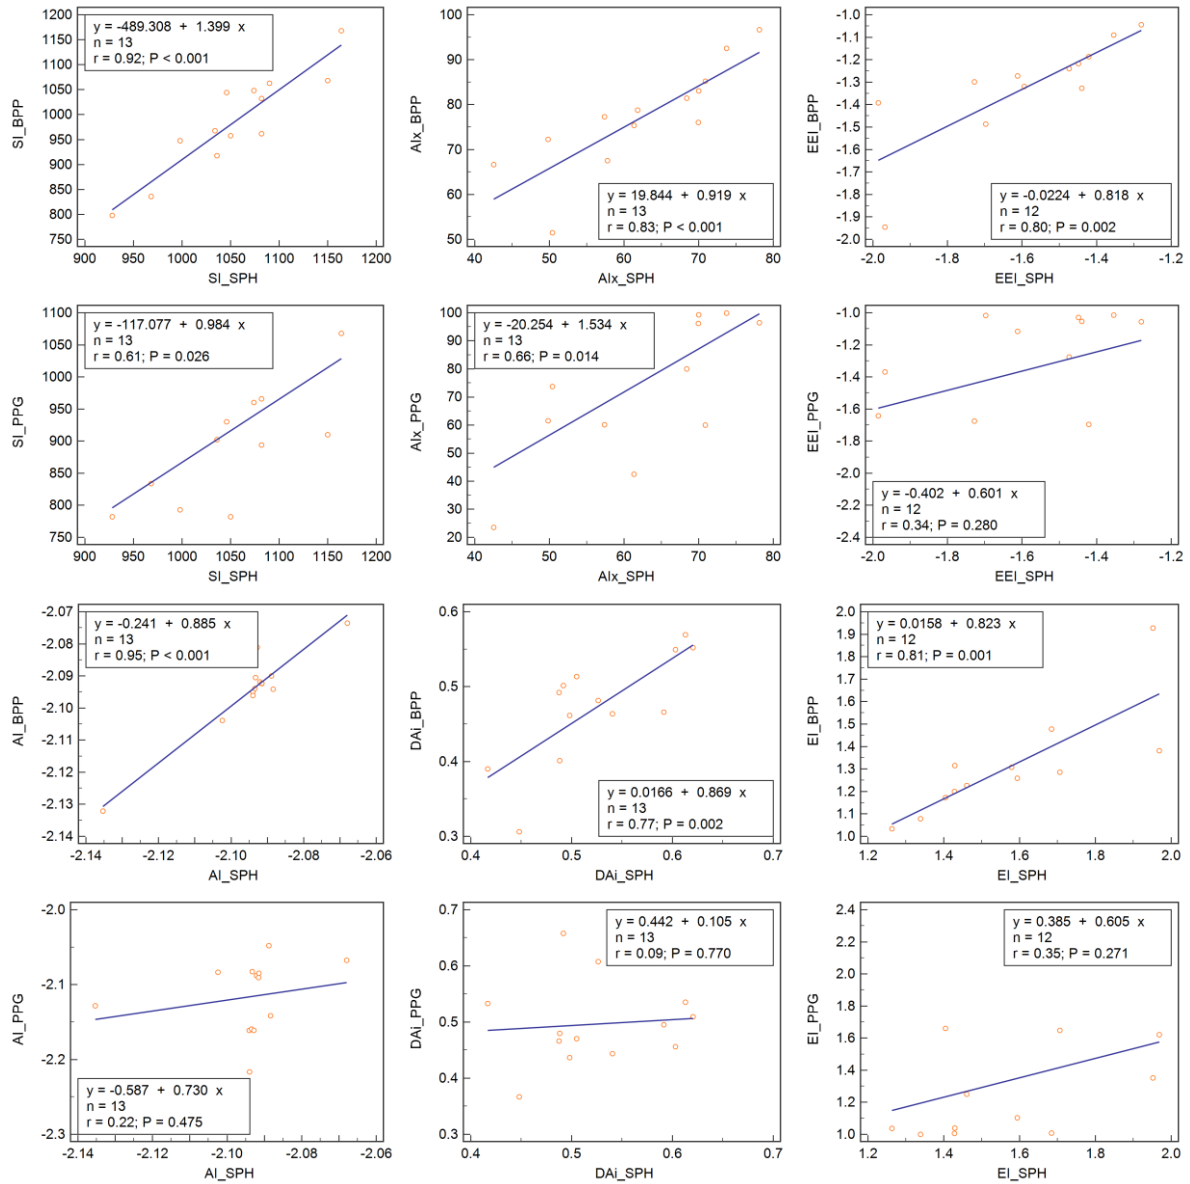 y = -489.308 + 1.399 x
n = 13
r = 0.92; P < 0.001
1200
1150
1100
1050
1000
950
900
850
800
750
SI_BPP
900 950 1000 1050 1100 1150 1200
SI_SPH
100
90
80
70
60
50
AIx_BPP
y = 19.844 + 0.919 x
n = 13
r = 0.83; P < 0.001
40 50 60 70 80
AIx_SPH
-1.0
-1.1
-1.2
-1.3
-1.4
-1.5
-1.6
-1.7
-1.8
-1.9
-2.0
EEI_BPP
y = -0.0224 + 0.818 x
n = 12
r = 0.80; P = 0.002
-2.0 -1.8 -1.6 -1.4 -1.2
EEI_SPH
y = -117.077 + 0.984 x
n = 13
r = 0.61; P = 0.026
1100
1050
1000
950
900
850
800
750
SI_PPG
900 950 1000 1050 1100 1150 1200
SI_SPH
y = -20.254 + 1.534 x
n = 13
r = 0.66; P = 0.014
100
90
80
70
60
50
40
30
20
AIx_PPG
40 50 60 70 80
AIx_SPH
-1.0
-1.2
-1.4
-1.6
-1.8
-2.0
-2.2
-2.4
EEI_PPG
y = -0.402 + 0.601 x
n = 12
r = 0.34; P = 0.280
-2.0 -1.8 -1.6 -1.4 -1.2
EEI_SPH
y = -0.241 + 0.885 x
n = 13
r = 0.95; P < 0.001
-2.07
-2.08
-2.09
-2.10
-2.11
-2.12
-2.13
-2.14
AI_BPP
-2.14 -2.12 -2.10 -2.08 -2.06
AI_SPH
0.6
0.5
0.4
0.3
DAi_BPP
y = 0.0166 + 0.869 x
n = 13
r = 0.77; P = 0.002
0.4 0.5 0.6 0.7
DAi_SPH
y = 0.0158 + 0.823 x
n = 12
r = 0.81; P = 0.001
2.0
1.9
1.8
1.7
1.6
1.5
1.4
1.3
1.2
1.1
1.0
EI_BPP
1.2 1.4 1.6 1.8 2.0
EI_SPH
-2.0
-2.1
-2.2
-2.3
AI_PPG
y = -0.587 + 0.730 x
n = 13
r = 0.22; P = 0.475
-2.14 -2.12 -2.10 -2.08 -2.06
AI_SPH
y = 0.442 + 0.105 x
n = 13
r = 0.09; P = 0.770
0.7
0.6
0.5
0.4
0.3
DAi_PPG
0.4 0.5 0.6 0.7
DAi_SPH
y = 0.385 + 0.605 x
n = 12
r = 0.35; P = 0.271
2.4
2.2
2.0
1.8
1.6
1.4
1.2
1.0
EI_PPG
1.2 1.4 1.6 1.8 2.0
EI_SPH